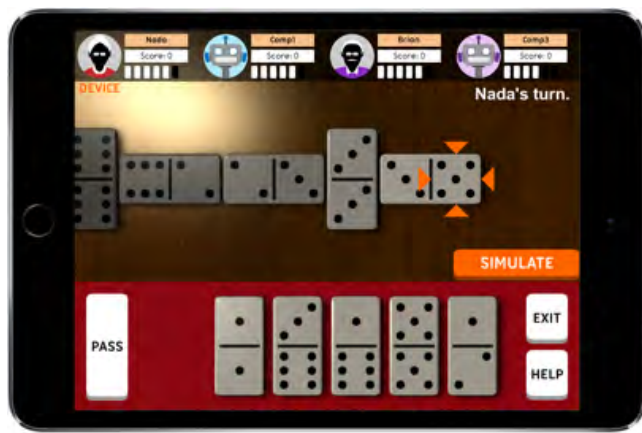 Nada
Score: 0
Comp1
Score: 0
Brian
Score: 0
Comp3
Score: 0
DEVICE
Nada's turn.
SIMULATE
PASS
EXIT
HELP